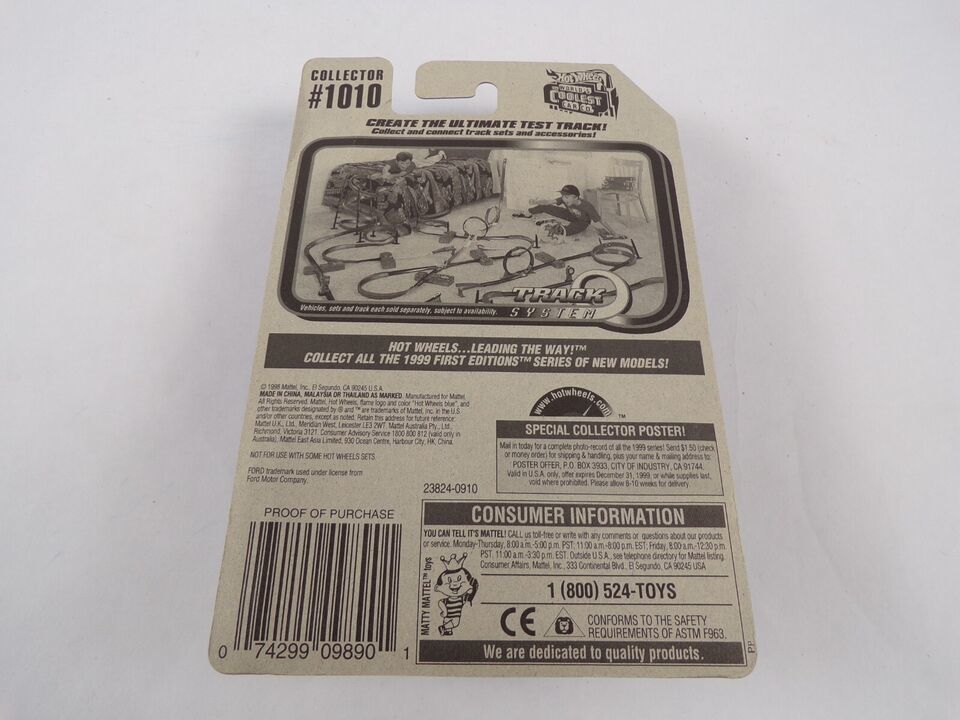 COLLECTOR
#1010
Hot Wheels
WORLD'S
COOLEST
CAR CO.
CREATE THE ULTIMATE TEST TRACK!
Collect and connect track sets and accessories!
TRACK
SYSTEM
Vehicles, sets and track each sold separately, subject to availability.
HOT WHEELS...LEADING THE WAY!™
COLLECT ALL THE 1999 FIRST EDITIONS™ SERIES OF NEW MODELS!
© 1998 Mattel, Inc., El Segundo, CA 90245 U.S.A.
MADE IN CHINA, MALAYSIA OR THAILAND AS MARKED. Manufactured for Mattel.
All Rights Reserved. Mattel, Hot Wheels, flame logo and color "Hot Wheels blue", and
other trademarks designated by ® and ™ are trademarks of Mattel, Inc. in the U.S.
and/or other countries, except as noted. Retain this address for future reference:
Mattel U.K., Ltd., Meridian West, Leicester LE3 2WT. Mattel Australia Pty., Ltd.,
Richmond, Victoria 3121. Consumer Advisory Service 1800 800 812 (valid only in
Australia). Mattel East Asia Limited, 930 Ocean Centre, Harbour City, HK, China.
NOT FOR USE WITH SOME HOT WHEELS SETS.
FORD trademark used under license from
Ford Motor Company.
23824-0910
www.hotwheels.com
™
SPECIAL COLLECTOR POSTER!
Mail in today for a complete photo-record of all the 1999 series! Send $1.50 (check
or money order) for shipping & handling, plus your name & mailing address to:
POSTER OFFER, P.O. BOX 3933, CITY OF INDUSTRY, CA 91744.
Valid in U.S.A. only; offer expires December 31, 1999, or while supplies last,
void where prohibited. Please allow 8-10 weeks for delivery.
PROOF OF PURCHASE
0 74299 09890 1
CONSUMER INFORMATION
YOU CAN TELL IT'S MATTEL! CALL us toll-free or write with any comments or questions about our products
or service. Monday-Thursday, 8:00 a.m.-5:00 p.m. PST; 11:00 a.m.-8:00 p.m. EST; Friday, 8:00 a.m.-12:30 p.m.
PST; 11:00 a.m.-3:30 p.m. EST. Outside U.S.A., see telephone directory for Mattel listing.
Consumer Affairs, Mattel, Inc., 333 Continental Blvd., El Segundo, CA 90245 USA
MATTY MATTEL™ toys
1 (800) 524-TOYS
CE
CONFORMS TO THE SAFETY
REQUIREMENTS OF ASTM F963.
We are dedicated to quality products.
PP